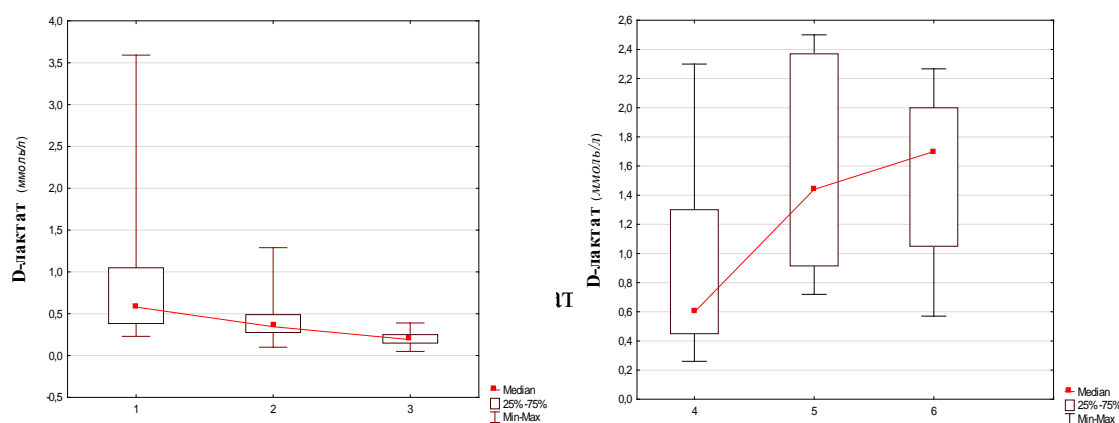 4,0
3,5
3,0
2,5
2,0
1,5
1,0
0,5
0,0
-0,5
D-лактат (ммоль/л)
1 2 3
Median
25%-75%
Min-Max
ат
2,6
2,4
2,2
2,0
1,8
1,6
1,4
1,2
1,0
0,8
0,6
0,4
0,2
0,0
D-лактат (ммоль/л)
4 5 6
Median
25%-75%
Min-Max